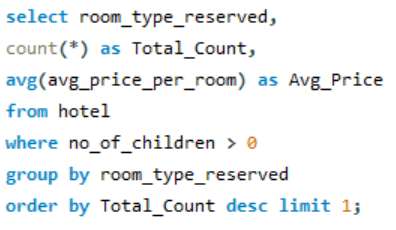 select room_type_reserved,
count(*) as Total_Count,
avg(avg_price_per_room) as Avg_Price
from hotel
where no_of_children > 0
group by room_type_reserved
order by Total_Count desc limit 1;